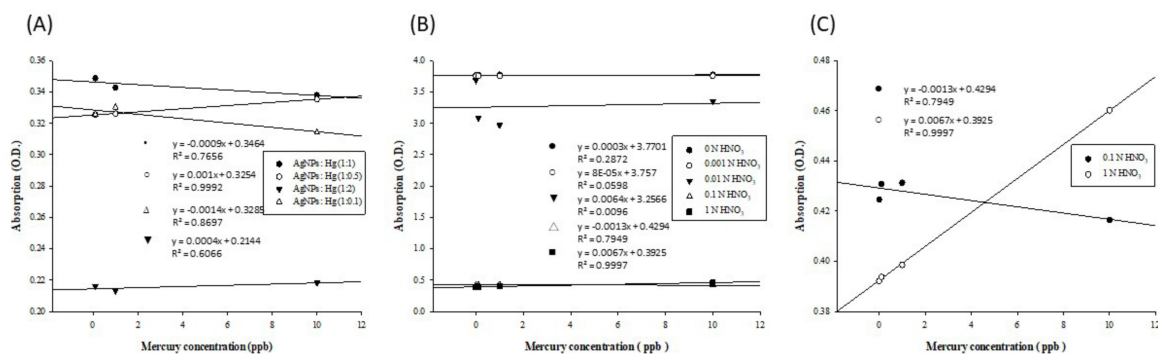 (A)
Absorption (O.D.)
0.36
0.34
0.32
0.30
0.28
0.26
0.24
0.22
0.20
y = -0.0009x + 0.3464
R² = 0.7656
y = 0.001x + 0.3254
R² = 0.9992
y = -0.0014x + 0.3285
R² = 0.8697
y = 0.0004x + 0.2144
R² = 0.6066
AgNPs : Hg (1:1)
AgNPs : Hg (1:0.5)
AgNPs : Hg (1:2)
AgNPs : Hg (1:0.1)
0 2 4 6 8 10 12
Mercury concentration (ppb)
(B)
Absorption (O.D.)
4.0
3.5
3.0
2.5
2.0
1.5
1.0
0.5
0.0
y = 0.0003x + 3.7701
R² = 0.2872
y = 8E-05x + 3.757
R² = 0.0598
y = 0.0064x + 3.2566
R² = 0.0096
y = -0.0013x + 0.4294
R² = 0.7949
y = 0.0067x + 0.3925
R² = 0.9997
0 N HNO₃
0.001 N HNO₃
0.01 N HNO₃
0.1 N HNO₃
1 N HNO₃
0 2 4 6 8 10 12
Mercury concentration ( ppb )
(C)
Absorption (O.D.)
0.48
0.46
0.44
0.42
0.40
0.38
y = -0.0013x + 0.4294
R² = 0.7949
y = 0.0067x + 0.3925
R² = 0.9997
0.1 N HNO₃
1 N HNO₃
0 2 4 6 8 10 12
Mercury concentration ( ppb )